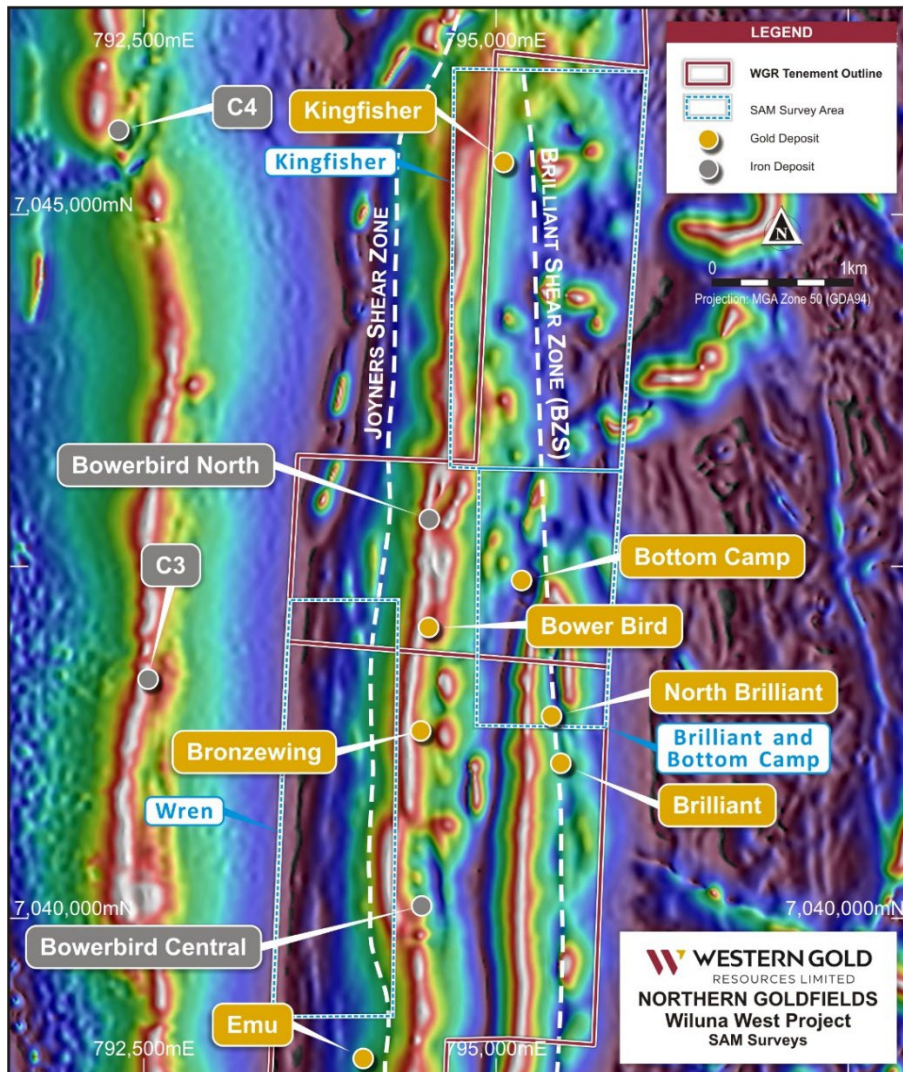 792,500mE
795,000mE
LEGEND
WGR Tenement Outline
SAM Survey Area
Gold Deposit
Iron Deposit
C4
Kingfisher
Kingfisher
7,045,000mN
N
0
1km
Projection: MGA Zone 50 (GDA94)
JOYNERS SHEAR ZONE
BRILLIANT SHEAR ZONE (BZS)
Bowerbird North
C3
Bottom Camp
Bower Bird
North Brilliant
Bronzewing
Brilliant and
Bottom Camp
Wren
Brilliant
7,040,000mN
7,040,000mN
Bowerbird Central
Emu
792,500mE
795,000mE
WESTERN GOLD
RESOURCES LIMITED
NORTHERN GOLDFIELDS
Wiluna West Project
SAM Surveys